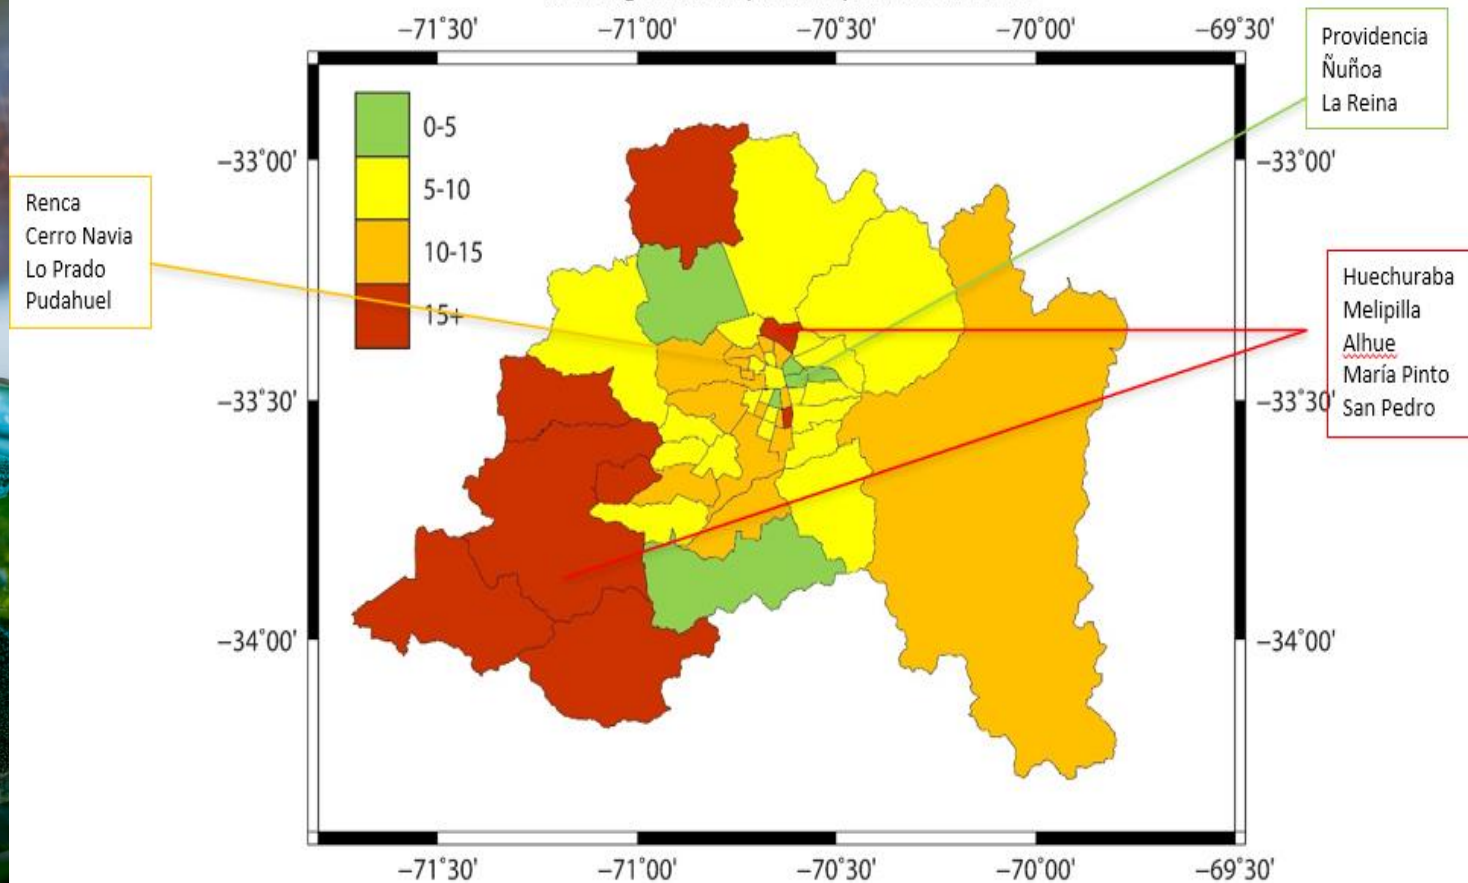 −71˚30'
−71˚00'
−70˚30'
−70˚00'
−69˚30'
Providencia
Ñuñoa
La Reina
0-5
5-10
10-15
15+
−33˚00'
−33˚00'
Renca
Cerro Navia
Lo Prado
Pudahuel
Huechuraba
Melipilla
Alhue
María Pinto
San Pedro
−33˚30'
−33˚30'
−34˚00'
−34˚00'
−71˚30'
−71˚00'
−70˚30'
−70˚00'
−69˚30'